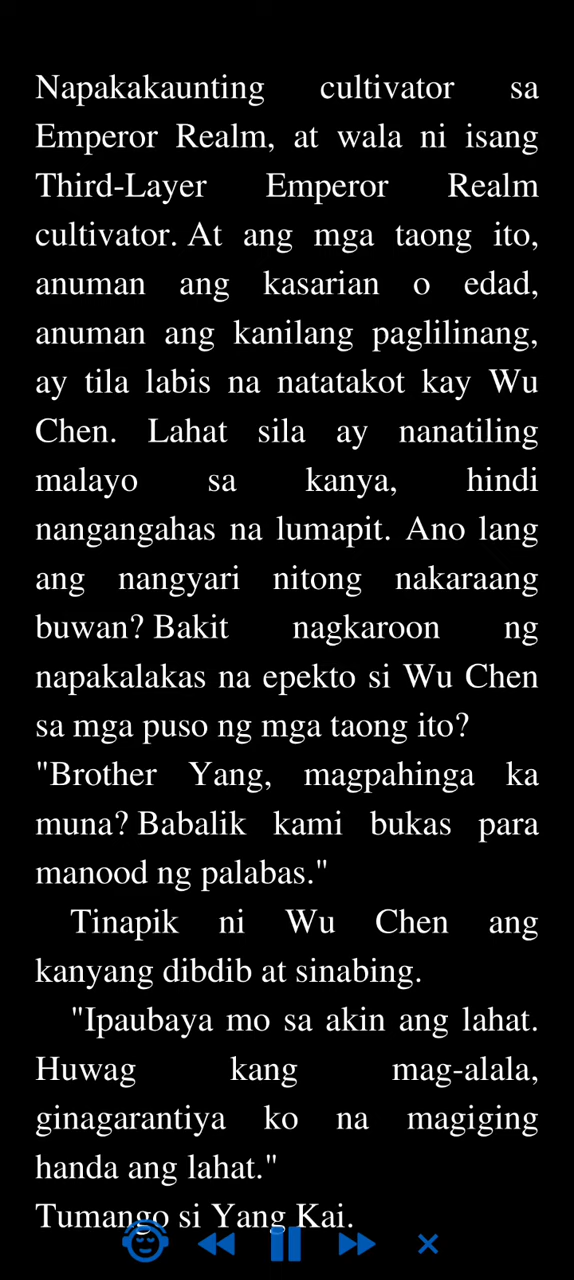 Napakakaunting cultivator sa
Emperor Realm, at wala ni isang
Third-Layer Emperor Realm
cultivator. At ang mga taong ito,
anuman ang kasarian o edad,
anuman ang kanilang paglilinang,
ay tila labis na natatakot kay Wu
Chen. Lahat sila ay nanatiling
malayo sa kanya, hindi
nangangahas na lumapit. Ano lang
ang nangyari nitong nakaraang
buwan? Bakit nagkaroon ng
napakalakas na epekto si Wu Chen
sa mga puso ng mga taong ito?
"Brother Yang, magpahinga ka
muna? Babalik kami bukas para
manood ng palabas."
Tinapik ni Wu Chen ang
kanyang dibdib at sinabing.
"Ipaubaya mo sa akin ang lahat.
Huwag kang mag-alala,
ginagarantiya ko na magiging
handa ang lahat."
Tumango si Yang Kai.